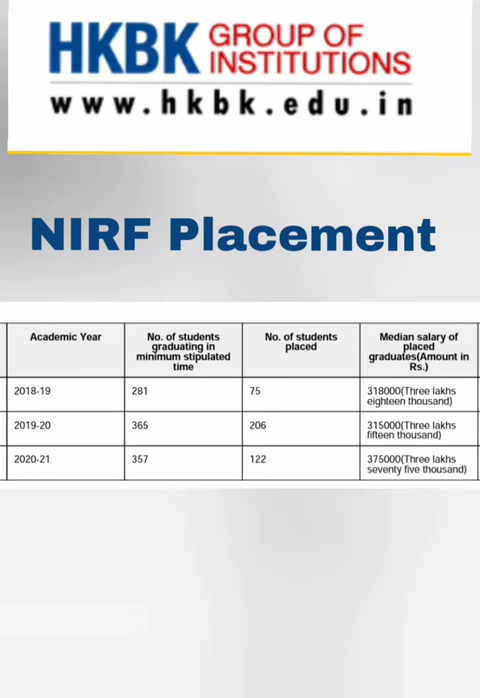 HKBK GROUP OF
INSTITUTIONS
www.hkbk.edu.in
NIRF Placement
Academic Year
No. of students
graduating in
minimum stipulated
time
No. of students
placed
Median salary of
placed
graduates(Amount in
Rs.)
2018-19
281
75
318000(Three lakhs
eighteen thousand)
2019-20
365
206
315000(Three lakhs
fifteen thousand)
2020-21
357
122
375000(Three lakhs
seventy five thousand)